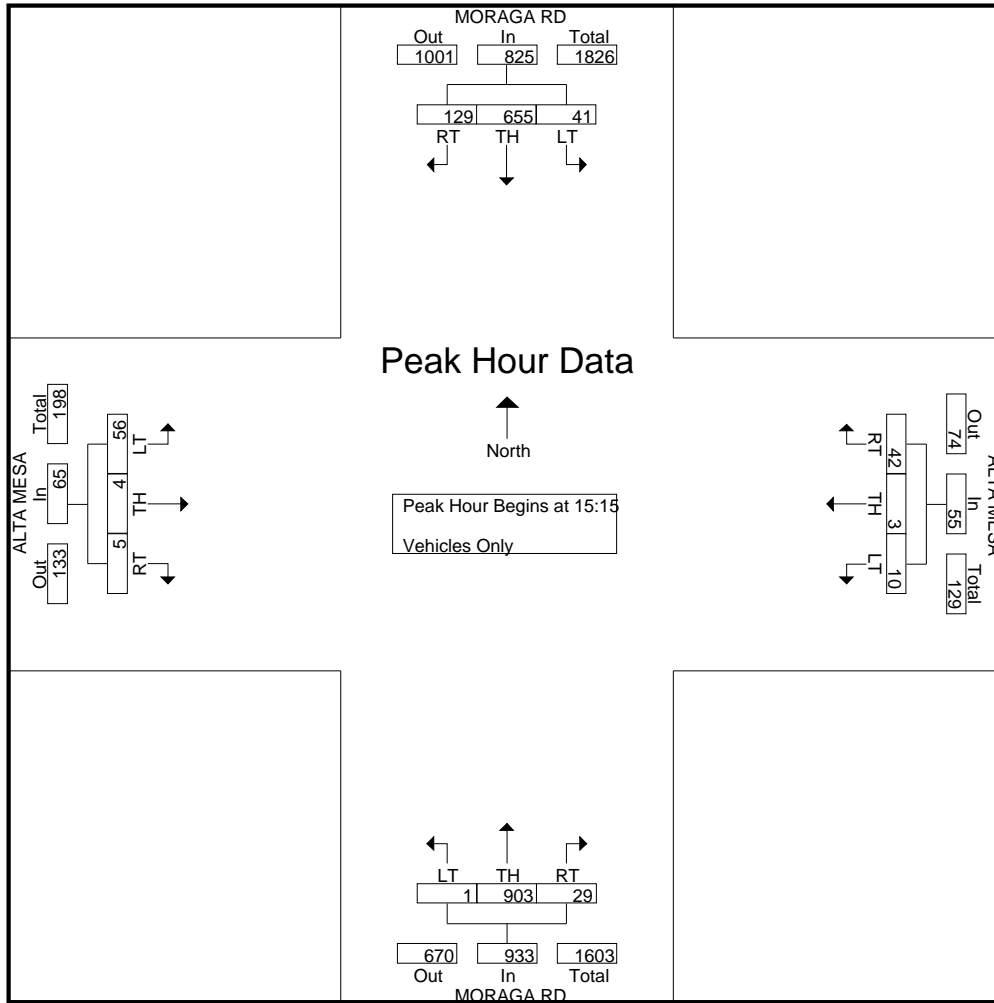 MORAGA RD
Out In Total
1001 825 1826
129 655 41
RT TH LT
Peak Hour Data
North
Peak Hour Begins at 15:15
Vehicles Only
ALTA MESA
Out In Total
133 65 198
56 4 5
LT TH RT
RT TH LT
42 3 10
Out In Total
74 55 129
ALTA MESA
LT TH RT
1 903 29
670 933 1603
Out In Total
MORAGA RD